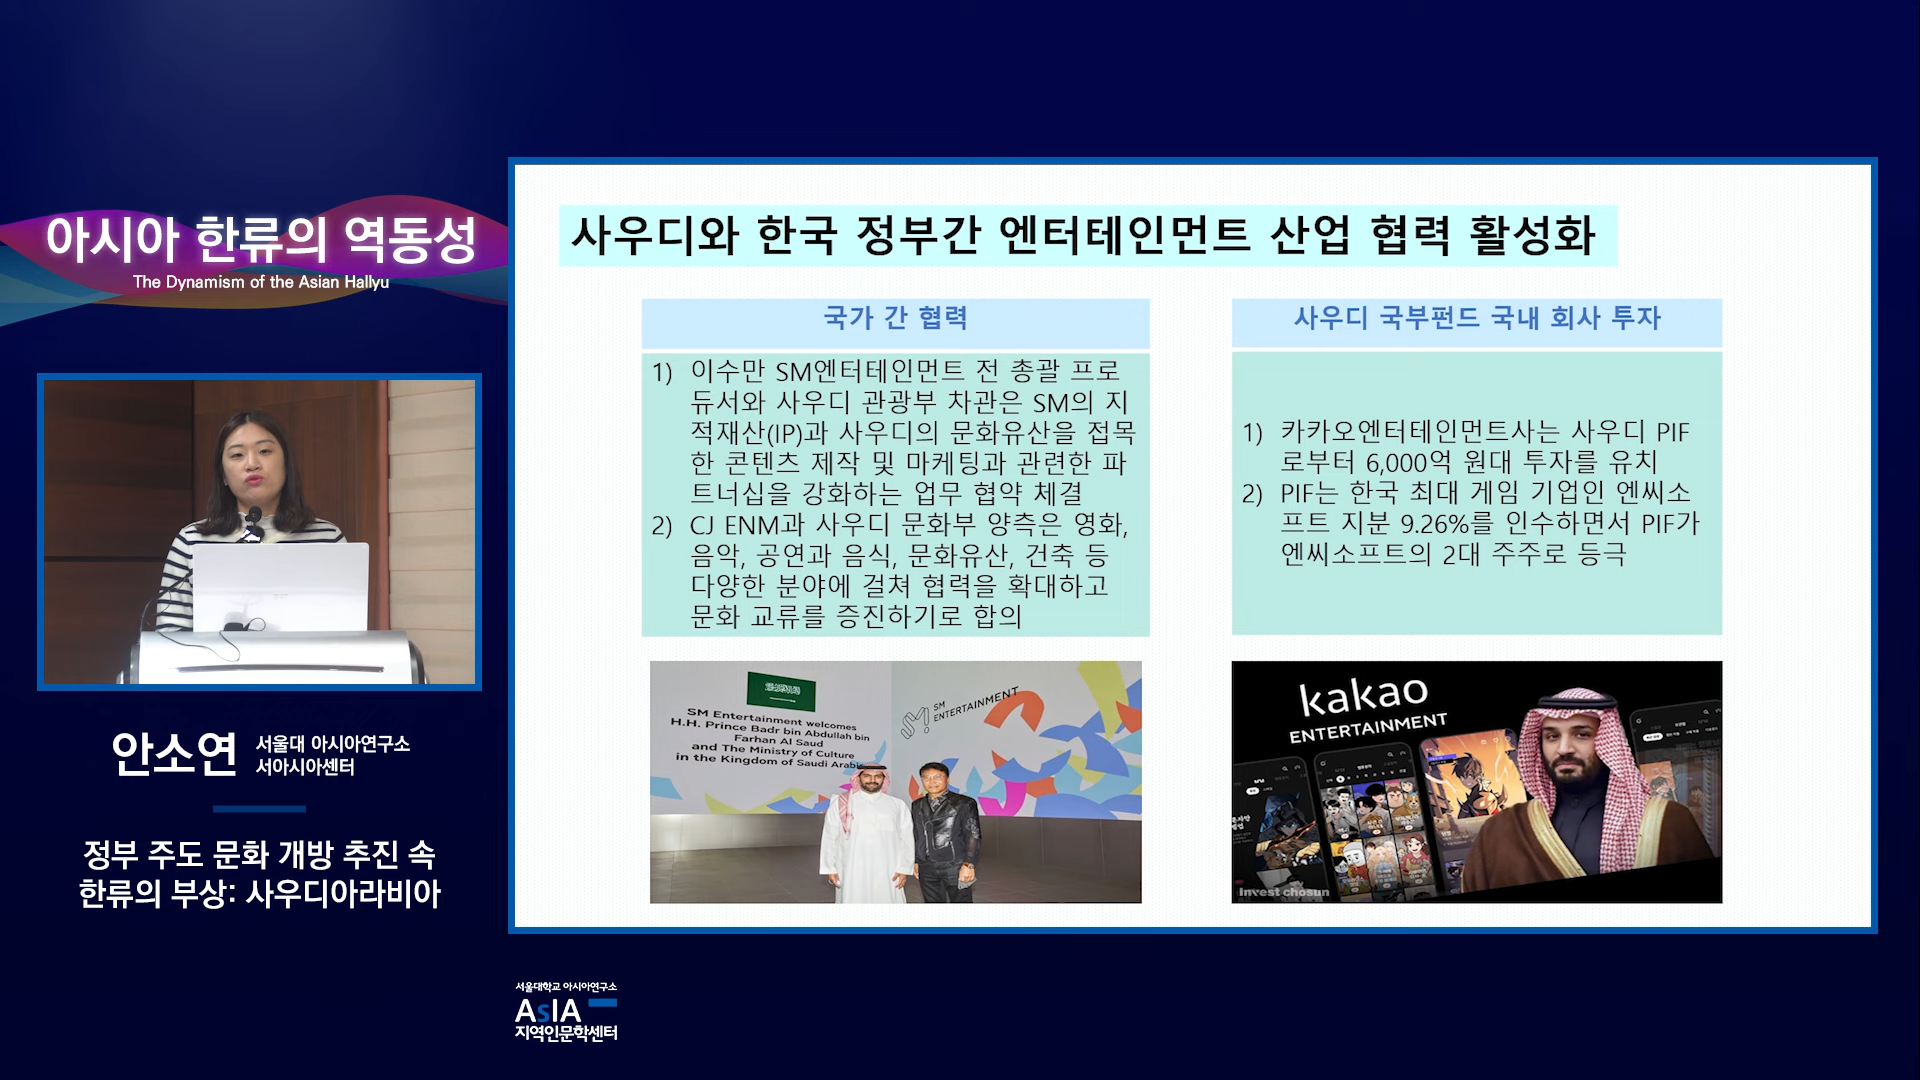 아시아 한류의 역동성
The Dynamism of the Asian Hallyu
안소연
서울대 아시아연구소
서아시아센터
정부 주도 문화 개방 추진 속
한류의 부상: 사우디아라비아
사우디와 한국 정부간 엔터테인먼트 산업 협력 활성화
국가 간 협력
1) 이수만 SM엔터테인먼트 전 총괄 프로
듀서와 사우디 관광부 차관은 SM의 지
적재산(IP)과 사우디의 문화유산을 접목
한 콘텐츠 제작 및 마케팅과 관련한 파
트너십을 강화하는 업무 협약 체결
2) CJ ENM과 사우디 문화부 양측은 영화,
음악, 공연과 음식, 문화유산, 건축 등
다양한 분야에 걸쳐 협력을 확대하고
문화 교류를 증진하기로 합의
사우디 국부펀드 국내 회사 투자
1) 카카오엔터테인먼트사는 사우디 PIF
로부터 6,000억 원대 투자를 유치
2) PIF는 한국 최대 게임 기업인 엔씨소
프트 지분 9.26%를 인수하면서 PIF가
엔씨소프트의 2대 주주로 등극
SM Entertainment welcomes
H.H. Prince Badr bin Abdullah bin
Farhan Al Saud
and The Ministry of Culture
in the Kingdom of Saudi Arabia
SM
ENTERTAINMENT
kakao
ENTERTAINMENT
invest chosun
서울대학교 아시아연구소
AsIA
지역인문학센터